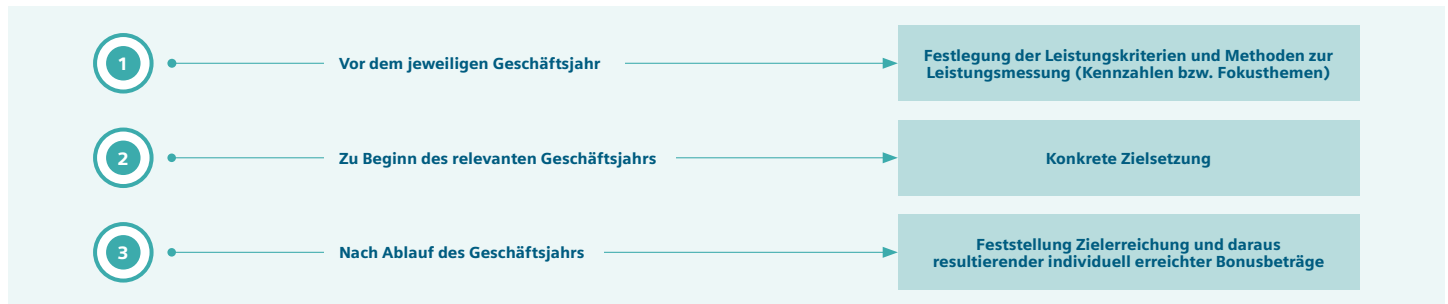 1
Vor dem jeweiligen Geschäftsjahr
Festlegung der Leistungskriterien und Methoden zur
Leistungsmessung (Kennzahlen bzw. Fokusthemen)
2
Zu Beginn des relevanten Geschäftsjahrs
Konkrete Zielsetzung
3
Nach Ablauf des Geschäftsjahrs
Feststellung Zielerreichung und daraus
resultierender individuell erreichter Bonusbeträge